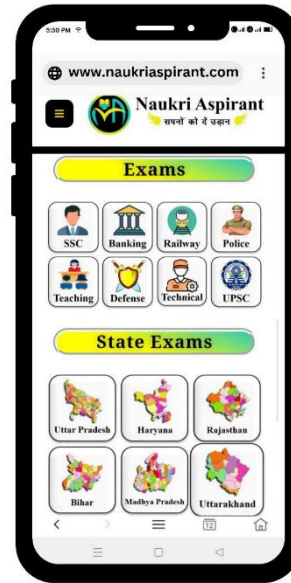 5:30 PM
www.naukriaspirant.com
Naukri Aspirant
सपनों को दें उड़ान
Exams
SSC Banking Railway Police
Teaching Defense Technical UPSC
State Exams
Uttar Pradesh Haryana Rajasthan
Bihar Madhya Pradesh Uttarakhand
12